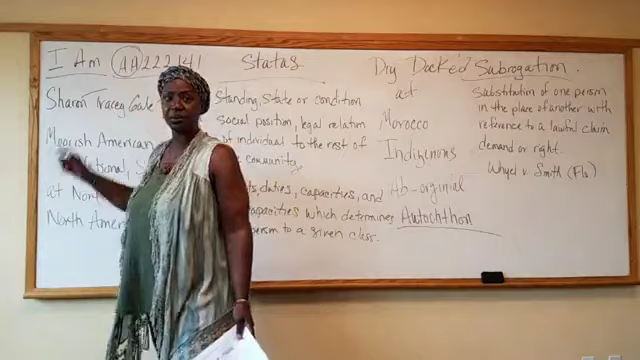 I Am AA222141
Sharon Tracey Gale
Moorish American
National,
at North
North Amer
Status
Standing, State or condition
social position, legal relation
of individual to the rest of
community
duties, capacities, and
capacities which determines
person to a given class.
Dry Docked
at
Morocco
Indigenous
Ab-orginial
Autochthon
Subrogation.
Substitution of one person
in the place of another with
reference to a lawful claim
demand or right.
v. Smith (Fla)